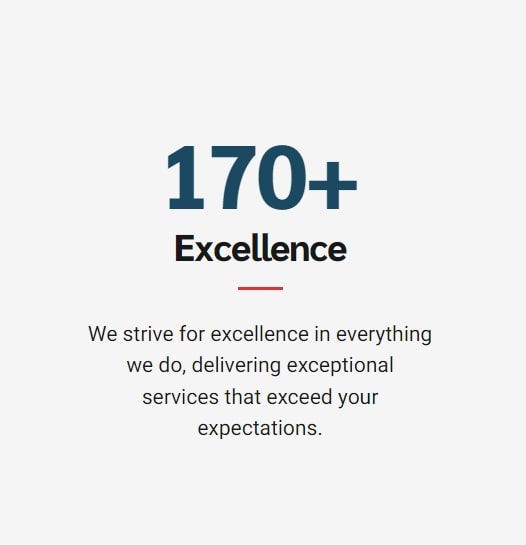 170+
Excellence
We strive for excellence in everything
we do, delivering exceptional
services that exceed your
expectations.